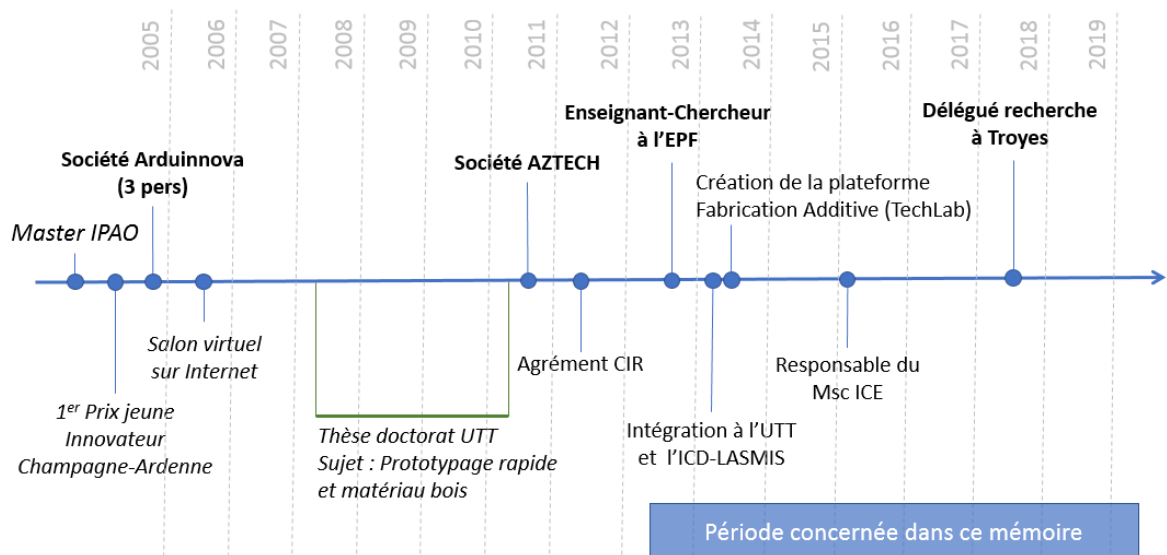 2005
2006
2007
2008
2009
2010
2011
2012
2013
2014
2015
2016
2017
2018
2019
Master IPAO
Société Arduinnova
(3 pers)
Société AZTECH
Enseignant-Chercheur
à l’EPF
Création de la plateforme
Fabrication Additive (TechLab)
Délégué recherche
à Troyes
1er Prix jeune
Innovateur
Champagne-Ardenne
Salon virtuel
sur Internet
Thèse doctorat UTT
Sujet : Prototypage rapide
et matériau bois
Agrément CIR
Intégration à l’UTT
et l’ICD-LASMIS
Responsable du
Msc ICE
Période concernée dans ce mémoire